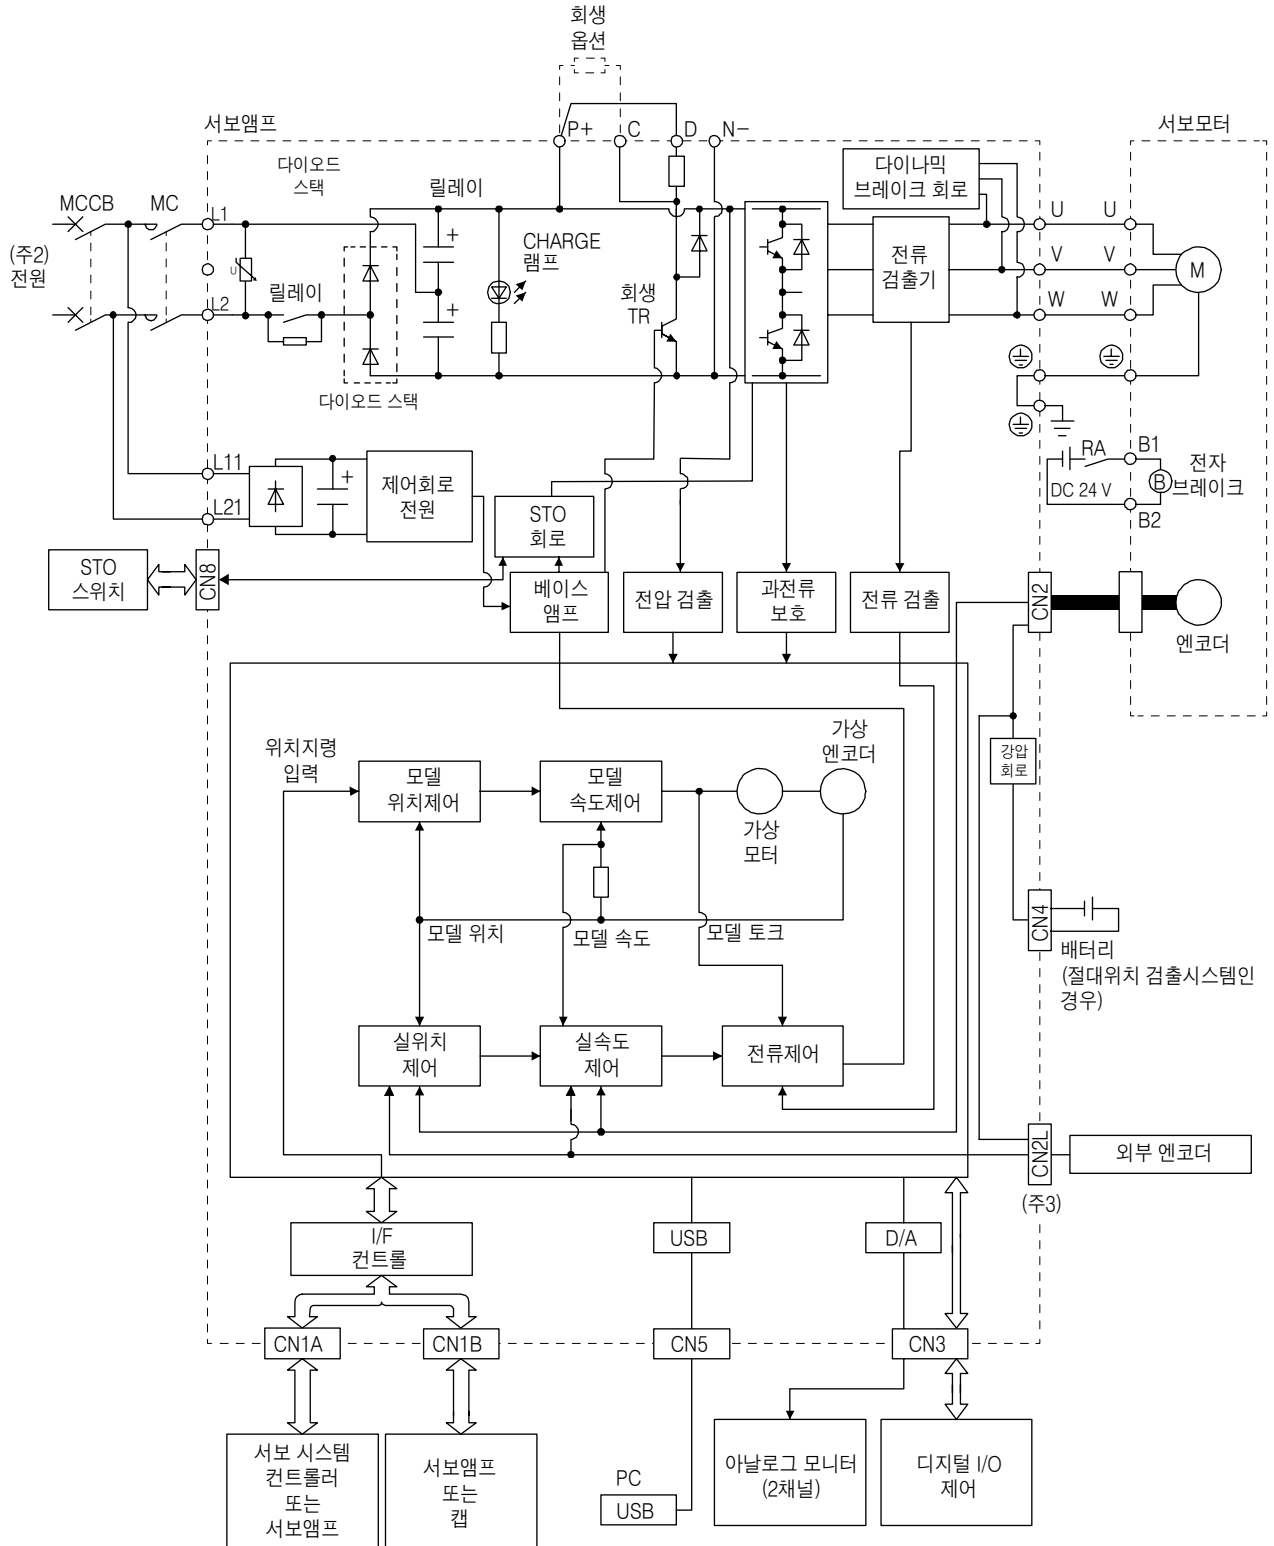 회생
옵션
서보앰프
P+
C
D
N−
서보모터
다이오드
스택
릴레이
다이나믹
브레이크 회로
MCCB
MC
L1
U
U
(주2)
전원
CHARGE
램프
전류
검출기
V
V
M
U
릴레이
회생
TR
L2
W
W
다이오드 스택
L11
제어회로
전원
RA
B1
전자
브레이크
DC 24 V
B
B2
L21
STO
회로
STO
스위치
CN8
베이스
앰프
전압 검출
과전류
보호
전류 검출
CN2
엔코더
위치지령
입력
가상
엔코더
강압
회로
모델
위치제어
모델
속도제어
가상
모터
모델 위치
모델 속도
모델 토크
CN4
배터리
(절대위치 검출시스템인
경우)
실위치
제어
실속도
제어
전류제어
CN2L
외부 엔코더
(주3)
I/F
컨트롤
USB
D/A
CN1A
CN1B
CN5
CN3
서보 시스템
컨트롤러
또는
서보앰프
서보앰프
또는
캡
PC
USB
아날로그 모니터
(2채널)
디지털 I/O
제어